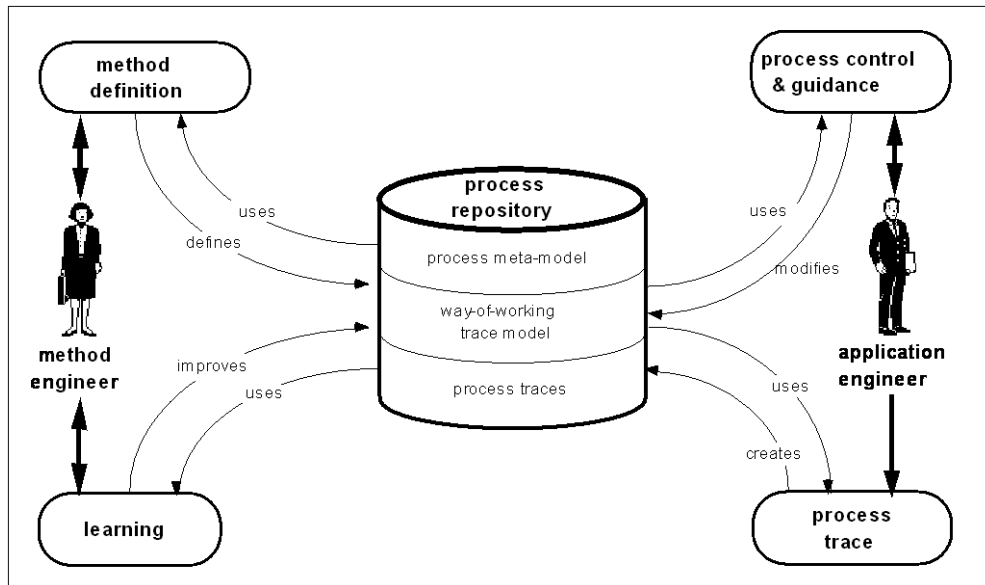 method
definition
process control
& guidance
process
repository
uses
defines
uses
modifies
process meta-model
way-of-working
trace model
process traces
method
engineer
application
engineer
improves
uses
uses
creates
learning
process
trace